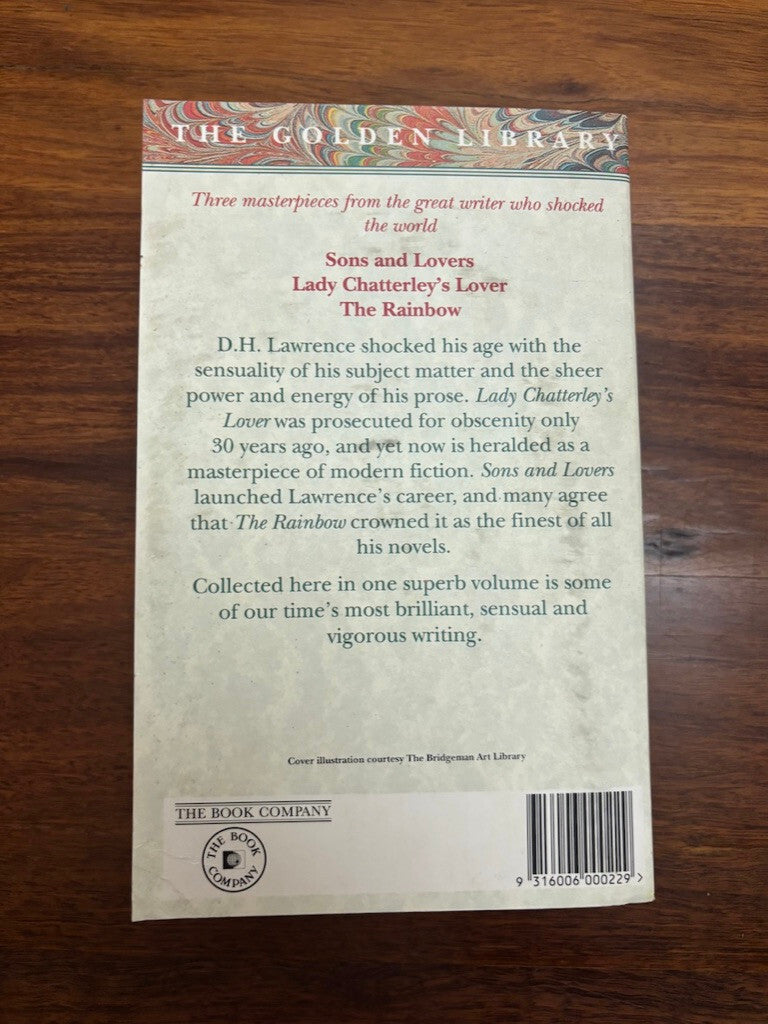 THE GOLDEN LIBRARY
Three masterpieces from the great writer who shocked
the world
Sons and Lovers
Lady Chatterley's Lover
The Rainbow
D.H. Lawrence shocked his age with the
sensuality of his subject matter and the sheer
power and energy of his prose. Lady Chatterley's
Lover was prosecuted for obscenity only
30 years ago, and yet now is heralded as a
masterpiece of modern fiction. Sons and Lovers
launched Lawrence's career, and many agree
that The Rainbow crowned it as the finest of all
his novels.
Collected here in one superb volume is some
of our time's most brilliant, sensual and
vigorous writing.
Cover illustration courtesy The Bridgeman Art Library
THE BOOK COMPANY
THE BOOK
COMPANY
9 316006 000229 >